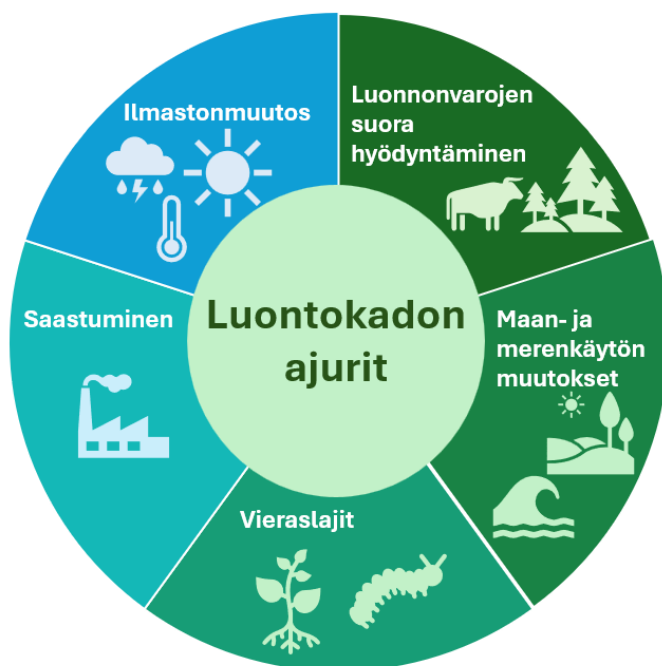 Luontokadon
ajurit
Ilmastonmuutos
Luonnonvarojen
suora
hyödyntäminen
Maan- ja
merenkäytön
muutokset
Vieraslajit
Saastuminen